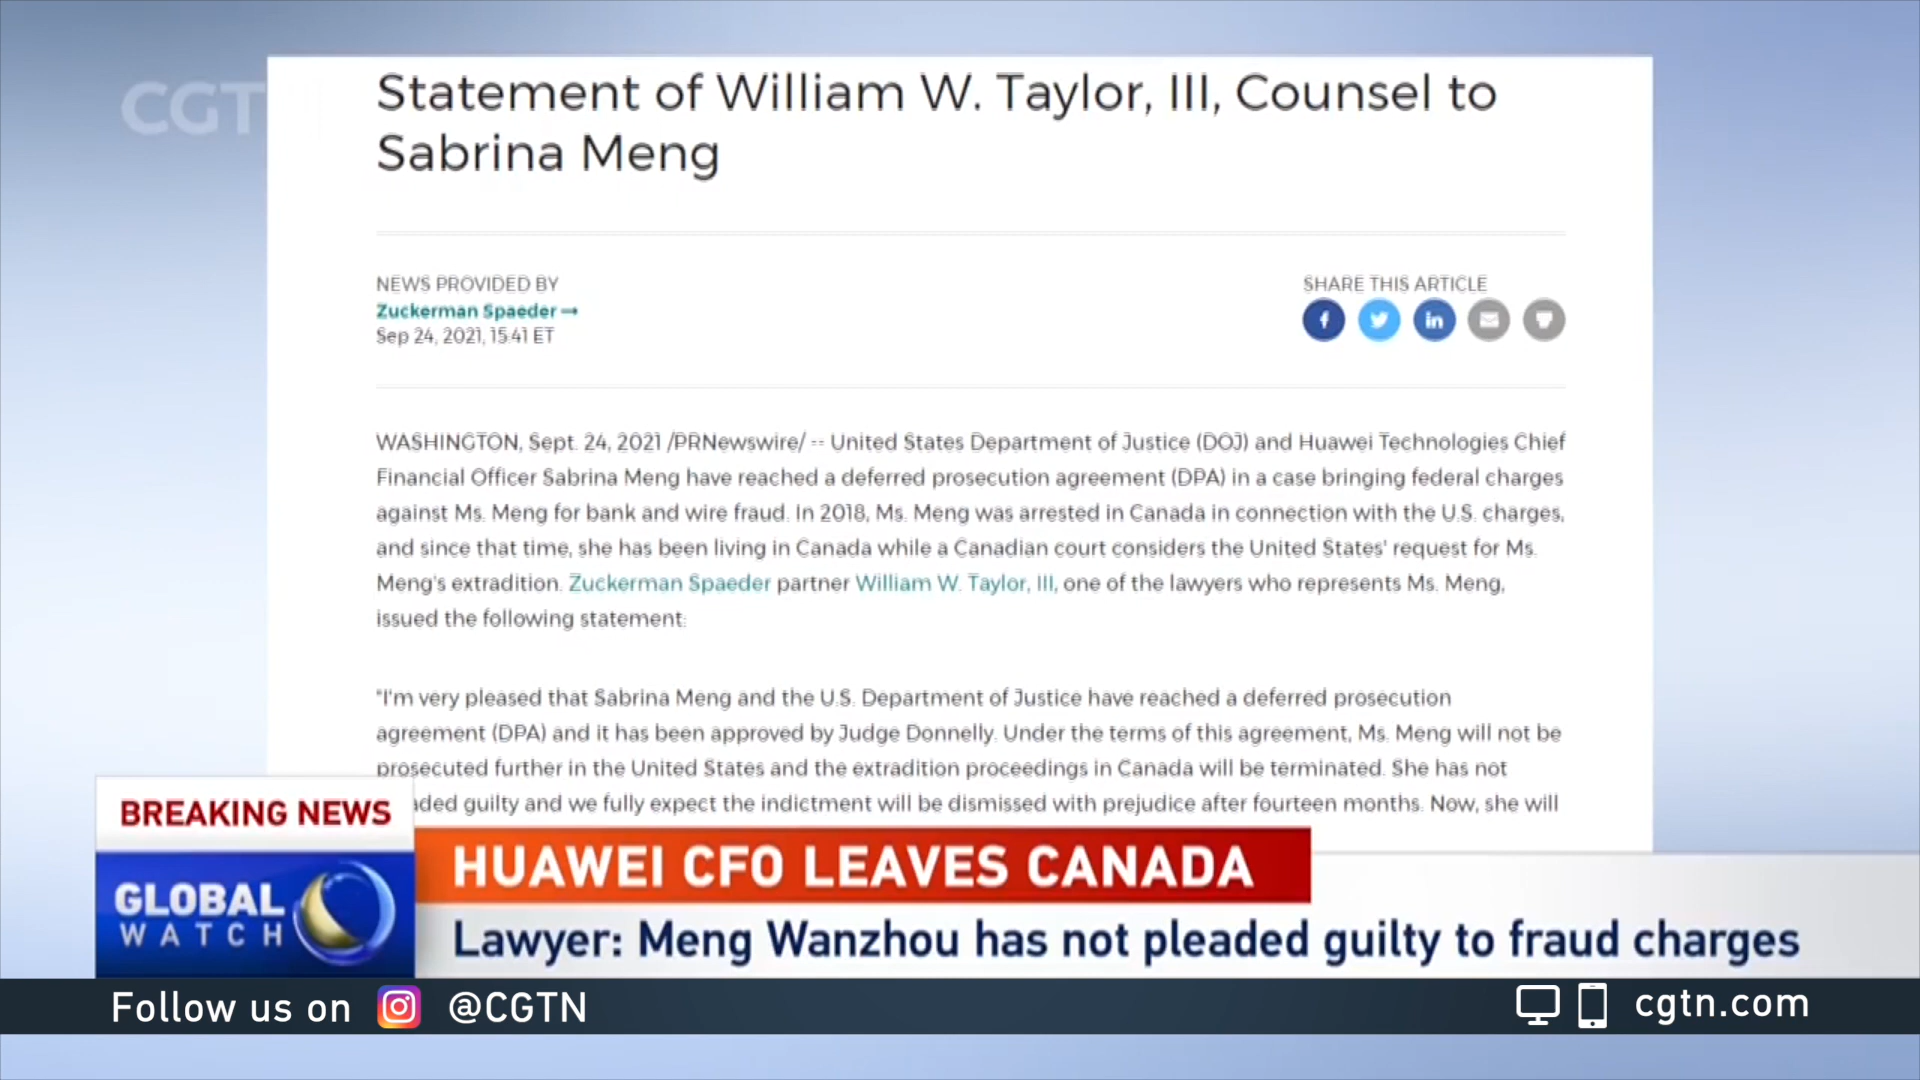 CGT
Statement of William W. Taylor, III, Counsel to
Sabrina Meng
NEWS PROVIDED BY
Zuckerman Spaeder
Sep 24, 2021, 15:41 ET
SHARE THIS ARTICLE
WASHINGTON, Sept. 24, 2021 /PRNewswire/ -- United States Department of Justice (DOJ) and Huawei Technologies Chief
Financial Officer Sabrina Meng have reached a deferred prosecution agreement (DPA) in a case bringing federal charges
against Ms. Meng for bank and wire fraud. In 2018, Ms. Meng was arrested in Canada in connection with the U.S. charges,
and since that time, she has been living in Canada while a Canadian court considers the United States' request for Ms.
Meng's extradition. Zuckerman Spaeder partner William W. Taylor, III, one of the lawyers who represents Ms. Meng,
issued the following statement:
"I'm very pleased that Sabrina Meng and the U.S. Department of Justice have reached a deferred prosecution
agreement (DPA) and it has been approved by Judge Donnelly. Under the terms of this agreement, Ms. Meng will not be
prosecuted further in the United States and the extradition proceedings in Canada will be terminated. She has not
aded guilty and we fully expect the indictment will be dismissed with prejudice after fourteen months. Now, she will
BREAKING NEWS
GLOBAL
WATCH
HUAWEI CFO LEAVES CANADA
Lawyer: Meng Wanzhou has not pleaded guilty to fraud charges
Follow us on @CGTN
cgtn.com